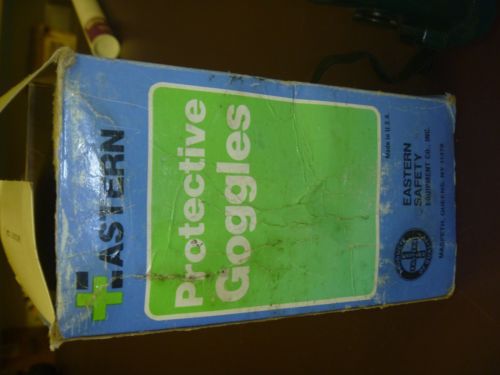 EASTERN
Protective
Goggles
Made in U.S.A.
EASTERN
SAFETY
EQUIPMENT CO., INC.
MASPETH, QUEENS, NY 11378